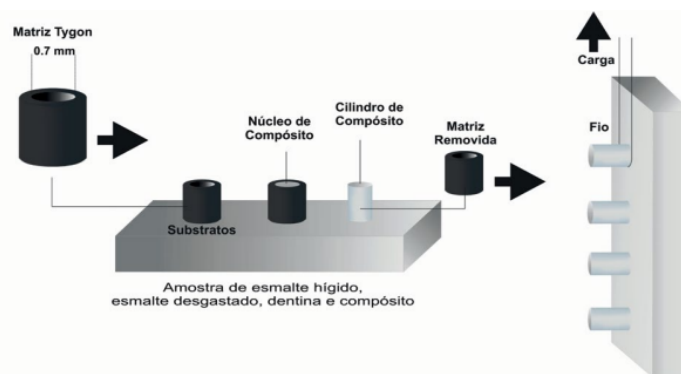 Matriz Tygon
0.7 mm
Núcleo de
Compósito
Cilindro de
Compósito
Matriz
Removida
Substratos
Amostra de esmalte hígido,
esmalte desgastado, dentina e compósito
Carga
Fio